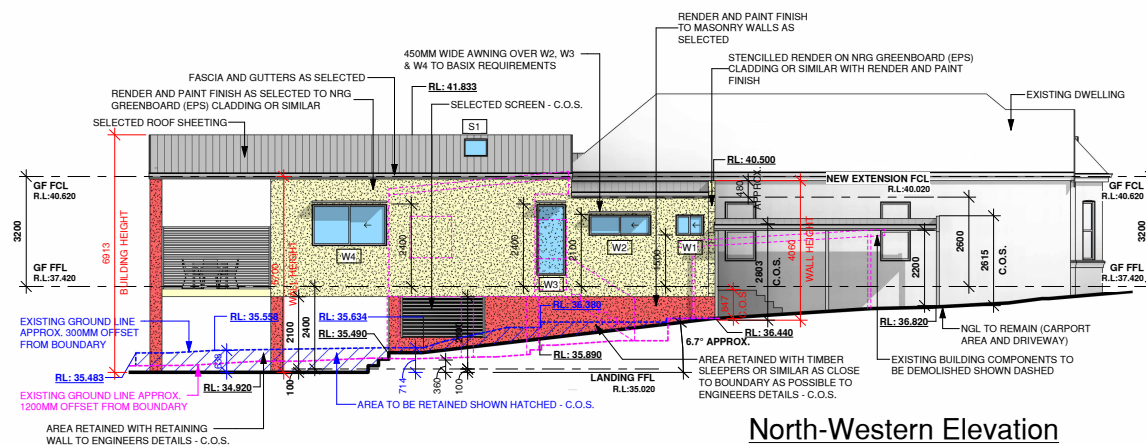 RENDER AND PAINT FINISH
TO MASONRY WALLS AS
SELECTED
450MM WIDE AWNING OVER W2, W3
& W4 TO BASIX REQUIREMENTS
STENCILLED RENDER ON NRG GREENBOARD (EPS)
CLADDING OR SIMILAR WITH RENDER AND PAINT
FINISH
FASCIA AND GUTTERS AS SELECTED
RL: 41.833
RENDER AND PAINT FINISH AS SELECTED TO NRG
GREENBOARD (EPS) CLADDING OR SIMILAR
SELECTED SCREEN - C.O.S.
EXISTING DWELLING
SELECTED ROOF SHEETING
S1
RL: 40.500
NEW EXTENSION FCL
R.L:40.020
GF FCL
R.L:40.620
GF FCL
R.L:40.620
480
APPROX.
3200
6913
BUILDING HEIGHT
WALL HEIGHT
2400
2400
2100
W4
W3
W2
W1
2803
C.O.S.
4060
WALL HEIGHT
2200
2600
2615
C.O.S.
3200
GF FFL
R.L:37.420
GF FFL
R.L:37.420
EXISTING GROUND LINE
APPROX. 300MM OFFSET
FROM BOUNDARY
RL: 35.558
RL: 35.634
RL: 36.380
RL: 35.490
2100
2400
847
C.O.S.
RL: 36.440
RL: 36.820
NGL TO REMAIN (CARPORT
AREA AND DRIVEWAY)
6.7° APPROX.
RL: 35.890
RL: 35.483
RL: 34.920
100
714
360
100
LANDING FFL
R.L:35.020
AREA RETAINED WITH TIMBER
SLEEPERS OR SIMILAR AS CLOSE
TO BOUNDARY AS POSSIBLE TO
ENGINEERS DETAILS - C.O.S.
EXISTING BUILDING COMPONENTS TO
BE DEMOLISHED SHOWN DASHED
EXISTING GROUND LINE APPROX.
1200MM OFFSET FROM BOUNDARY
AREA TO BE RETAINED SHOWN HATCHED - C.O.S.
AREA RETAINED WITH RETAINING
WALL TO ENGINEERS DETAILS - C.O.S.
North-Western Elevation